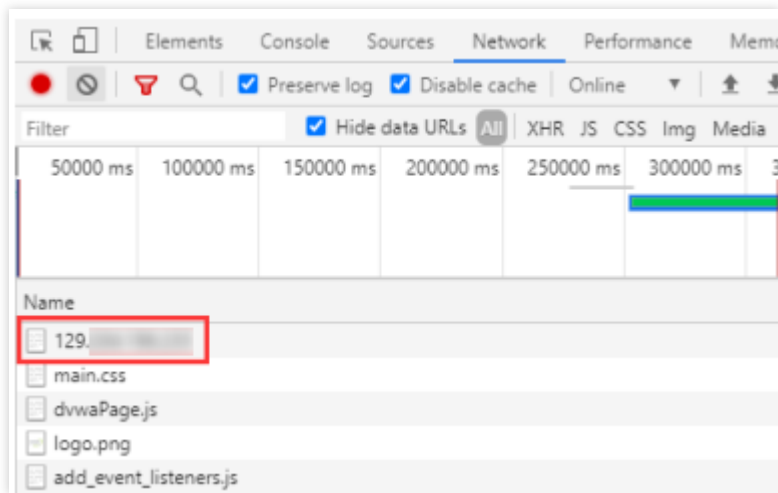 Elements Console Sources Network Performance
Preserve log Disable cache Online
Filter Hide data URLs All XHR JS CSS Img Media
50000 ms 100000 ms 150000 ms 200000 ms 250000 ms 300000 ms
Name
129.
main.css
dvwaPage.js
logo.png
add_event_listeners.js